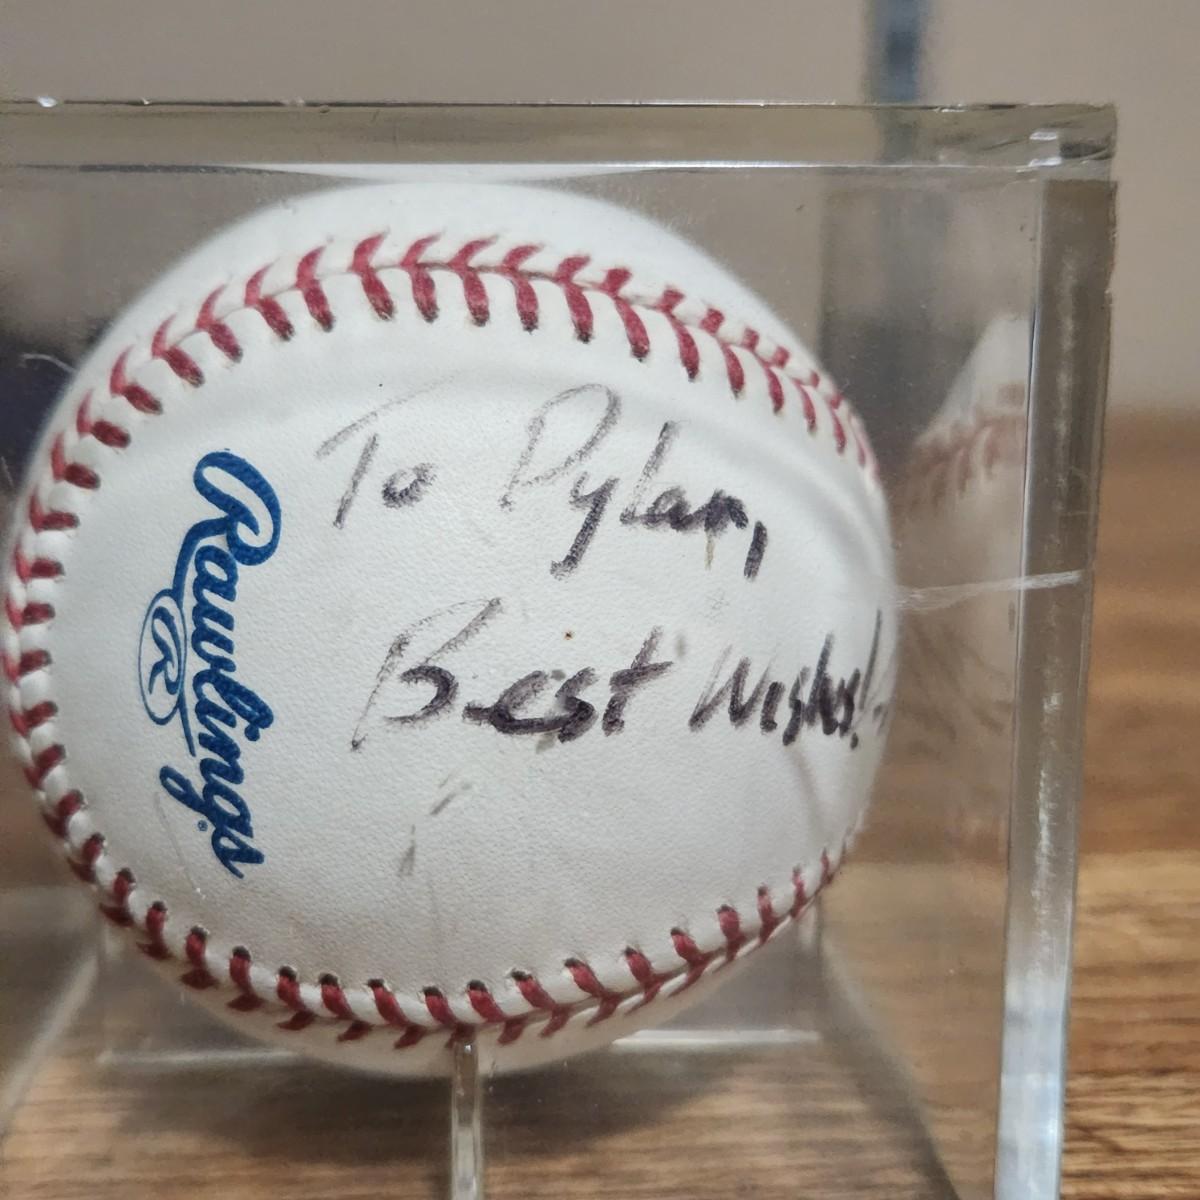 To Dylan,
Best Wishes!
Rawlings
R